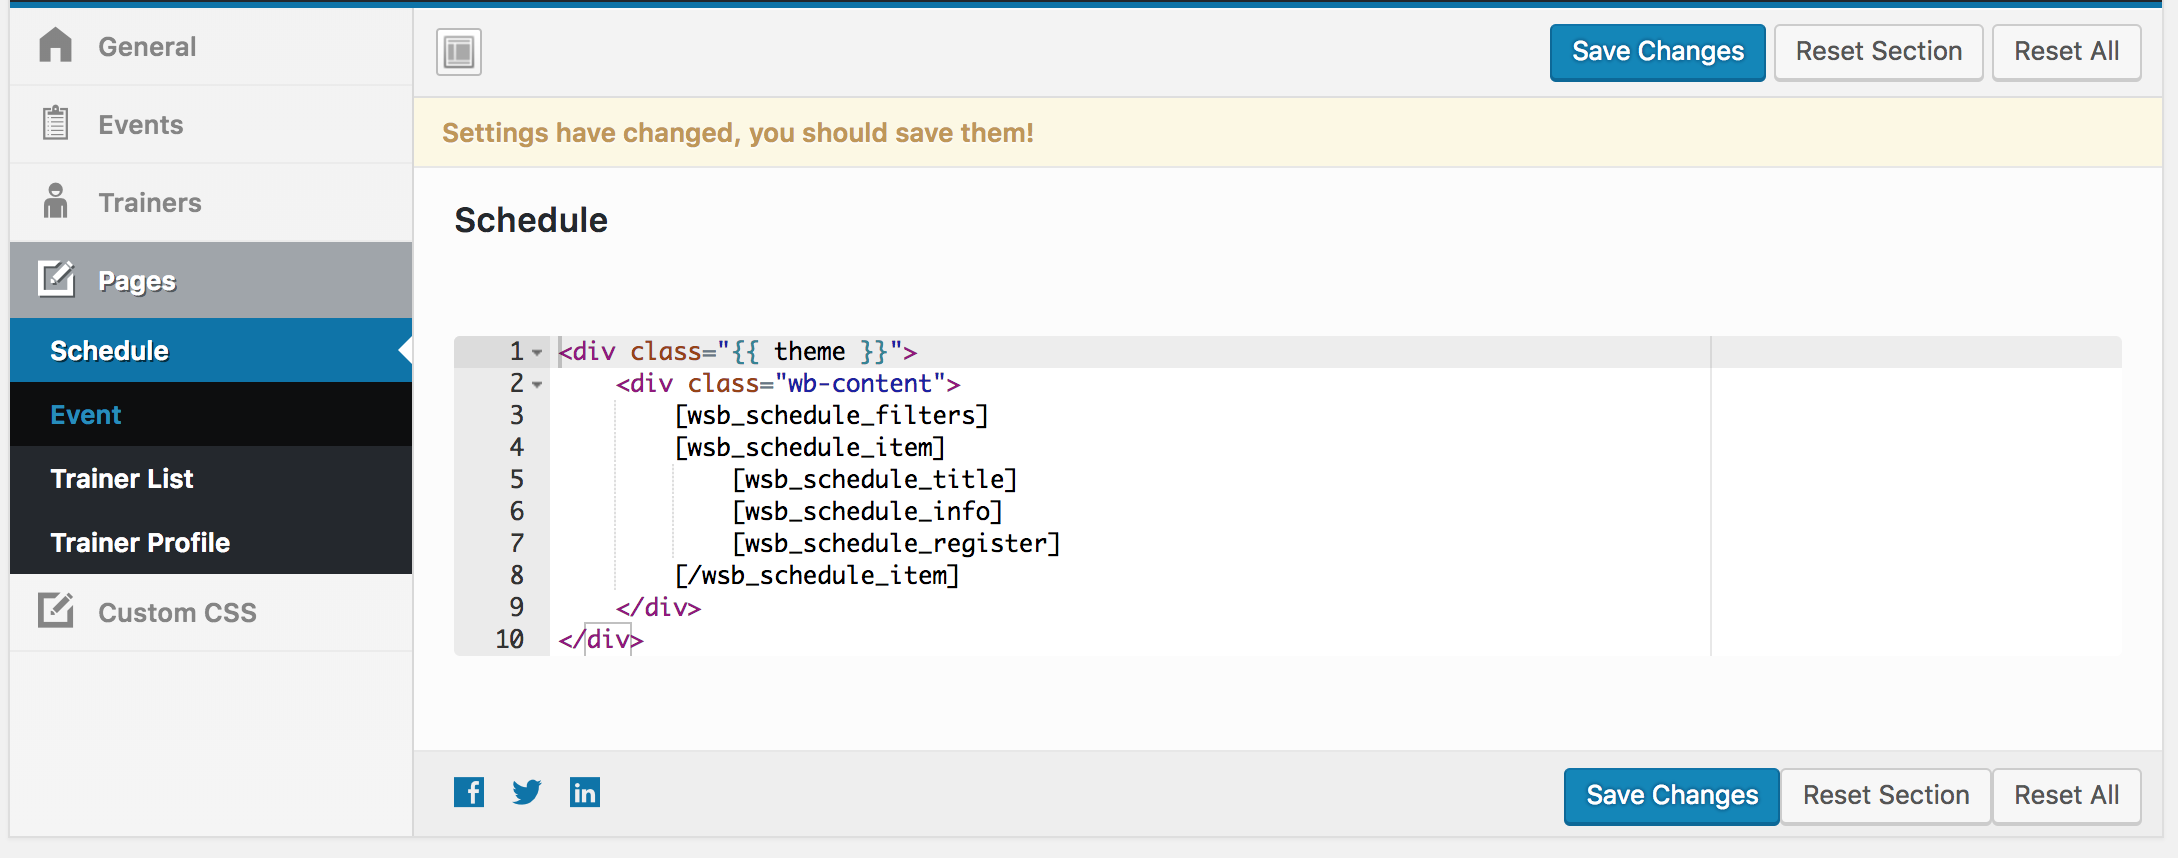 General
Events
Trainers
Pages
Schedule
Event
Trainer List
Trainer Profile
Custom CSS
Save Changes Reset Section Reset All
Settings have changed, you should save them!
Schedule
1 <div class="{{ theme }}">
2     <div class="wb-content">
3         [wsb_schedule_filters]
4         [wsb_schedule_item]
5             [wsb_schedule_title]
6             [wsb_schedule_info]
7             [wsb_schedule_register]
8         [/wsb_schedule_item]
9     </div>
10 </div>
f in
Save Changes Reset Section Reset All